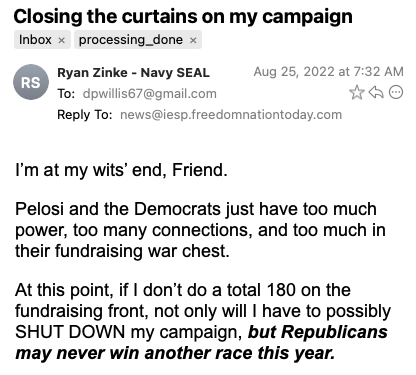 Closing the curtains on my campaign
Inbox × processing_done ×
RS
Ryan Zinke - Navy SEAL Aug 25, 2022 at 7:32 AM
To: dpwillis67@gmail.com
Reply To: news@iesp.freedomnationtoday.com
I'm at my wits' end, Friend.
Pelosi and the Democrats just have too much
power, too many connections, and too much in
their fundraising war chest.
At this point, if I don't do a total 180 on the
fundraising front, not only will I have to possibly
SHUT DOWN my campaign, but Republicans
may never win another race this year.